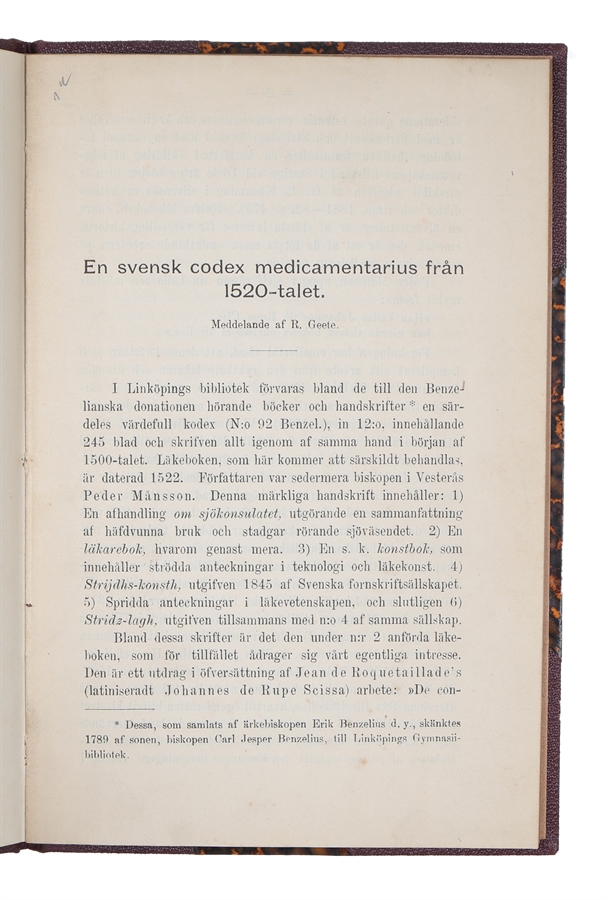 En svensk codex medicamentarius från
1520-talet.
Meddelande af R. Geete.
I Linköpings bibliotek förvaras bland de till den Benze-
lianska donationen hörande böcker och handskrifter * en sär-
deles värdefull kodex (N:o 92 Benzel.), in 12:o, innehållande
245 blad och skrifven allt igenom af samma hand i början af
1500-talet. Läkeboken, som här kommer att särskildt behandlas,
är daterad 1522. Författaren var sedermera biskopen i Vesterås
Peder Månsson. Denna märkliga handskrift innehåller: 1)
En afhandling om sjökonsulatet, utgörande en sammanfattning
af häfdvunna bruk och stadgar rörande sjöväsendet. 2) En
läkarebok, hvarom genast mera. 3) En s. k. konstbok, som
innehåller strödda anteckningar i teknologi och läkekonst. 4)
Strijdhs-konsth, utgifven 1845 af Svenska fornskriftsällskapet.
5) Spridda anteckningar i läkevetenskapen, och slutligen 6)
Stridz-lagh, utgifven tillsammans med n:o 4 af samma sällskap.
Bland dessa skrifter är det den under n:r 2 anförda läke-
boken, som för tillfället ådrager sig vårt egentliga intresse.
Den är ett utdrag i öfversättning af Jean de Roquetaillade's
(latiniseradt Johannes de Rupe Scissa) arbete: »De con-
* Dessa, som samlats af ärkebiskopen Erik Benzelius d. y., skänktes
1789 af sonen, biskopen Carl Jesper Benzelius, till Linköpings Gymnasii-
bibliotek.